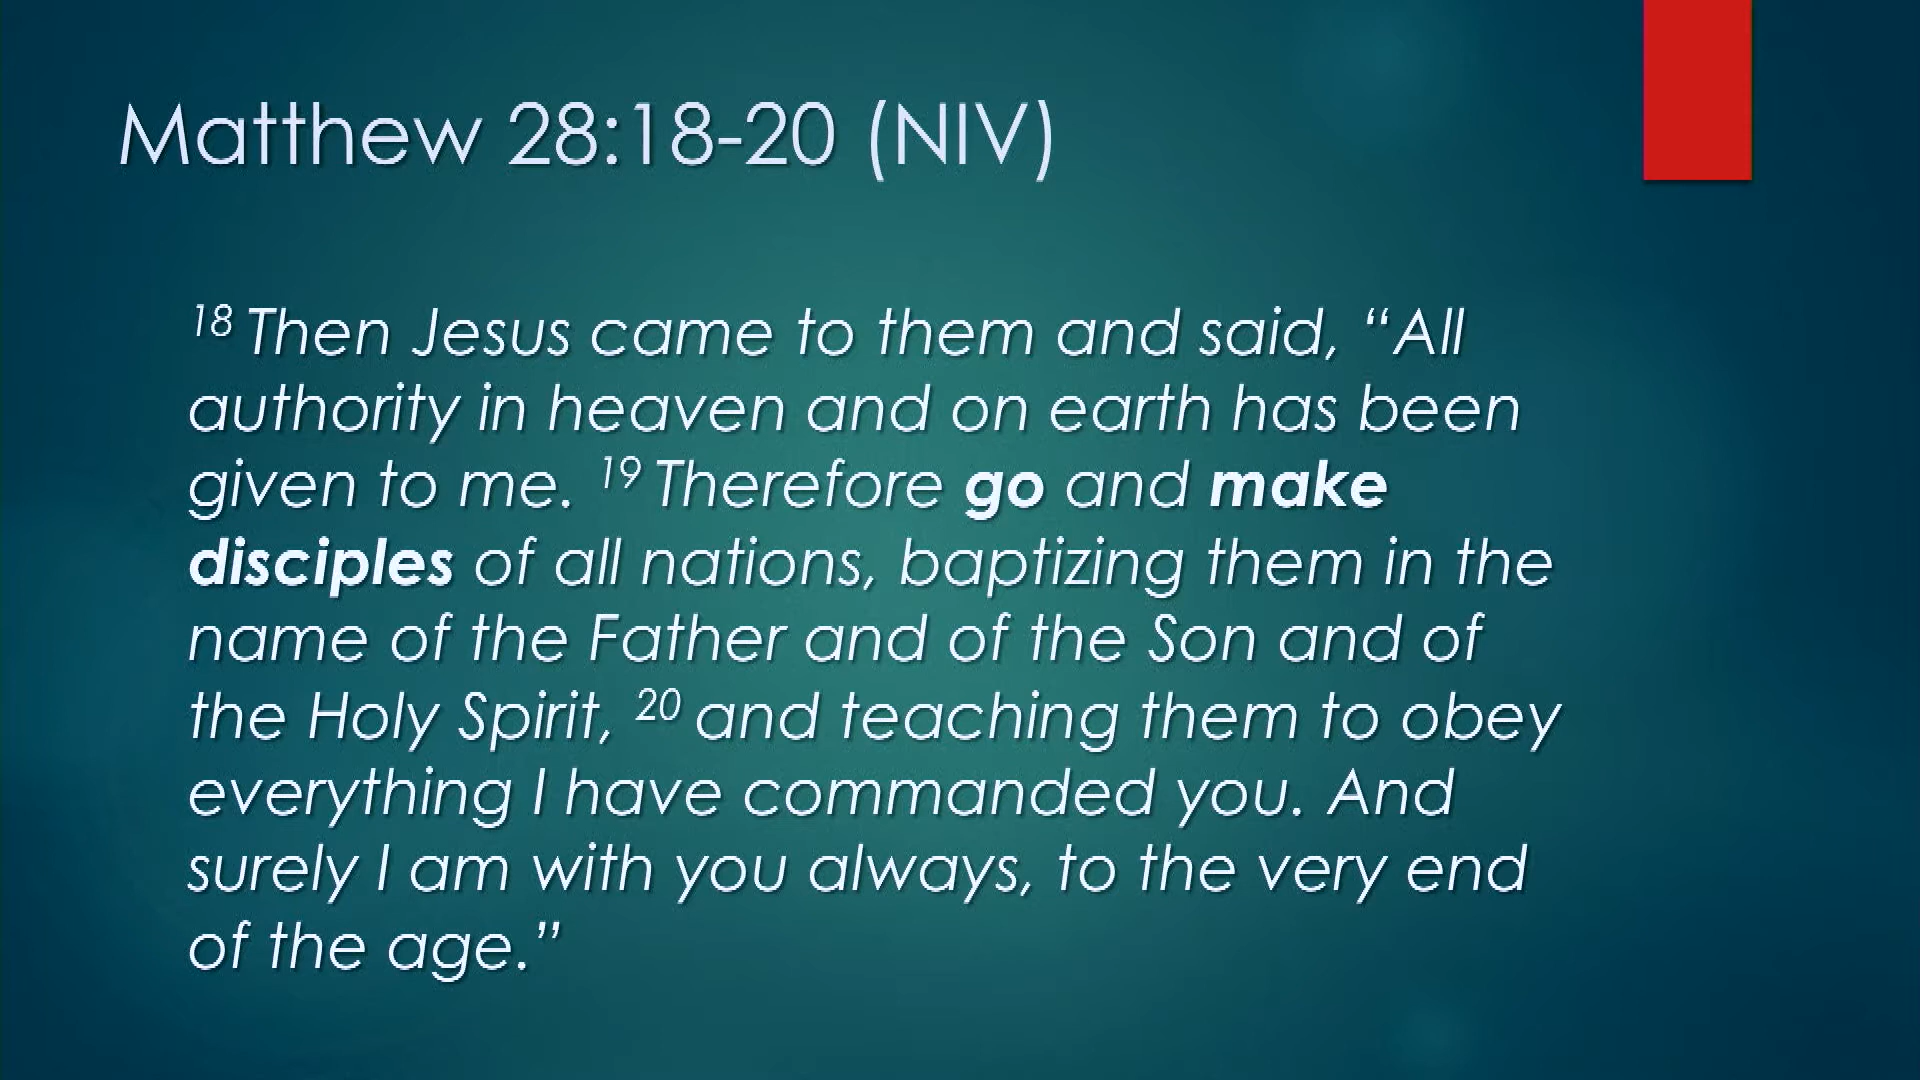 Matthew 28:18-20 (NIV)
18 Then Jesus came to them and said, “All
authority in heaven and on earth has been
given to me. 19 Therefore go and make
disciples of all nations, baptizing them in the
name of the Father and of the Son and of
the Holy Spirit, 20 and teaching them to obey
everything I have commanded you. And
surely I am with you always, to the very end
of the age.”